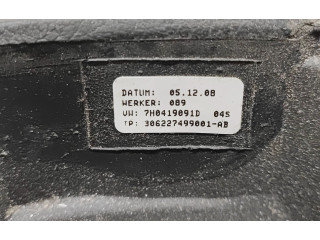 DATUM: 05.12.08
WERKER: 089
VW: 7H0419091D 04S
TP: 306227499001-AB